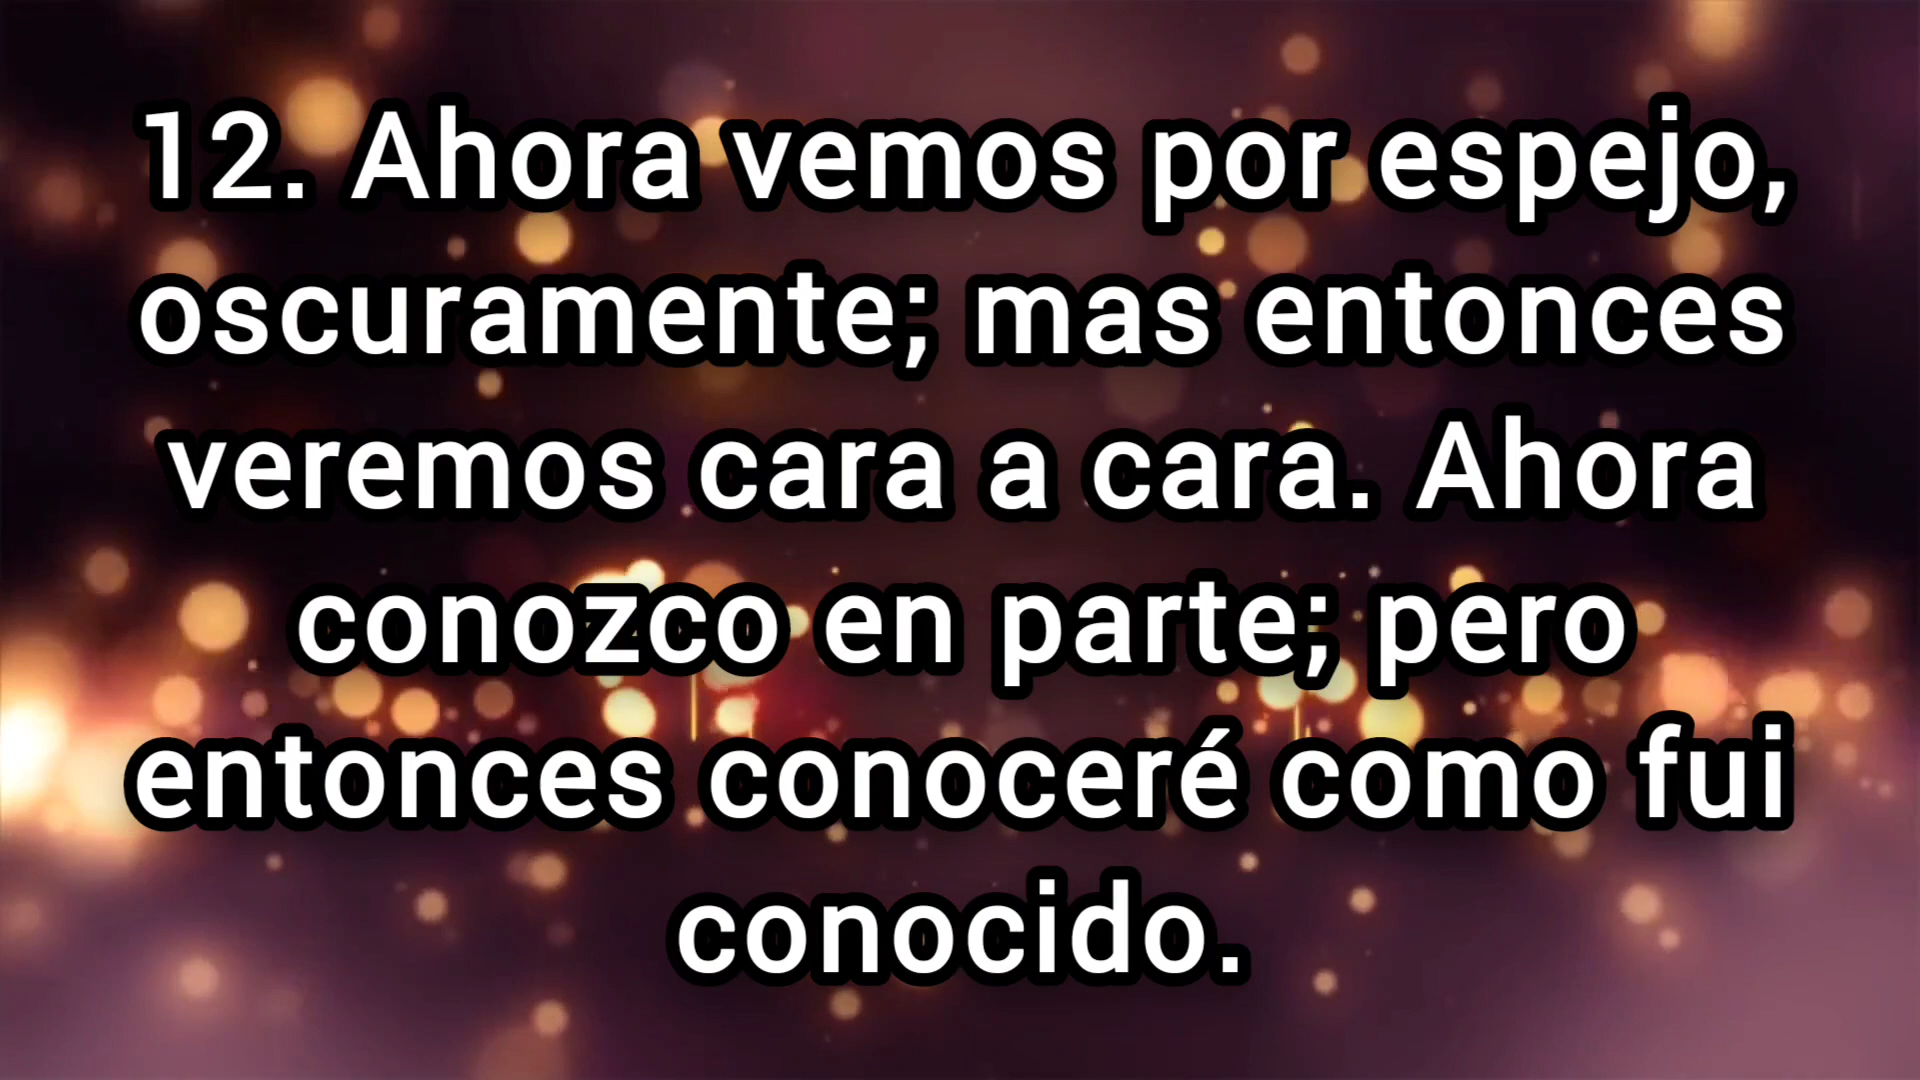 12. Ahora vemos por espejo,
oscuramente; mas entonces
veremos cara a cara. Ahora
conozco en parte; pero
entonces conoceré como fui
conocido.